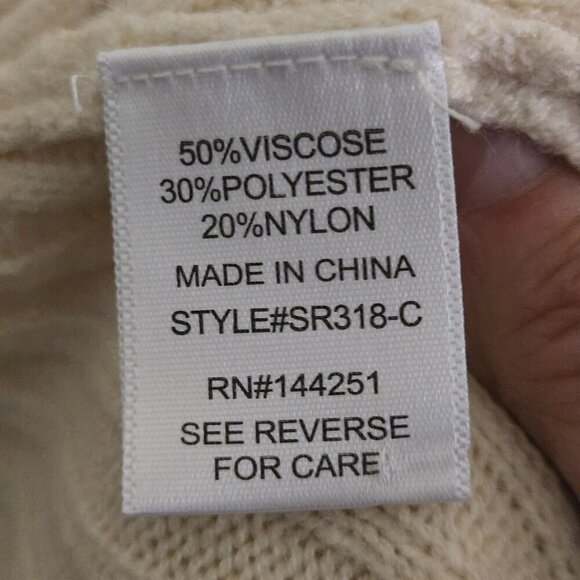 50%VISCOSE
30%POLYESTER
20%NYLON
MADE IN CHINA
STYLE#SR318-C
RN#144251
SEE REVERSE
FOR CARE